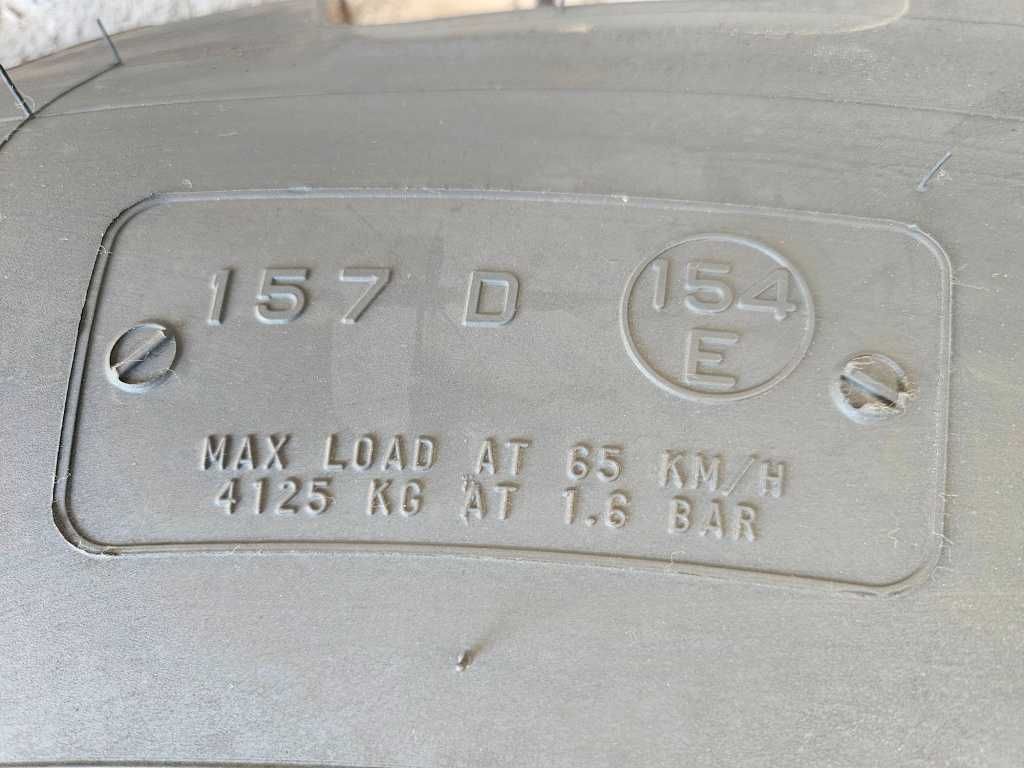 157 D 154
E
MAX LOAD AT 65 KM/H
4125 KG AT 1.6 BAR